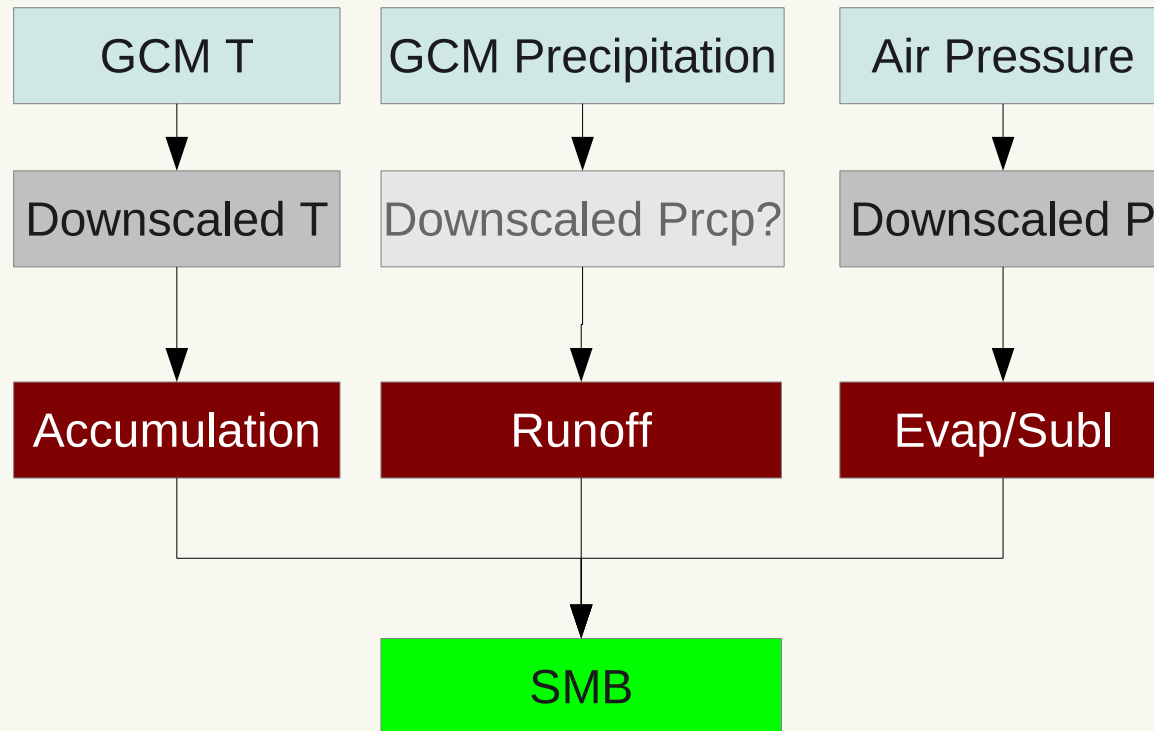 GCM T
GCM Precipitation
Air Pressure
Downscaled T
Downscaled Prcp?
Downscaled P
Accumulation
Runoff
Evap/Subl
SMB